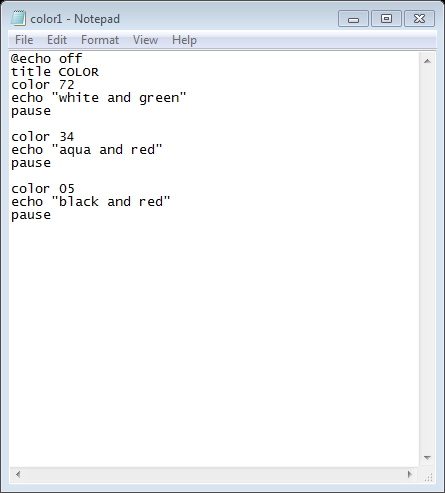 color1 - Notepad
File Edit Format View Help
@echo off
title COLOR
color 72
echo "white and green"
pause
color 34
echo "aqua and red"
pause
color 05
echo "black and red"
pause